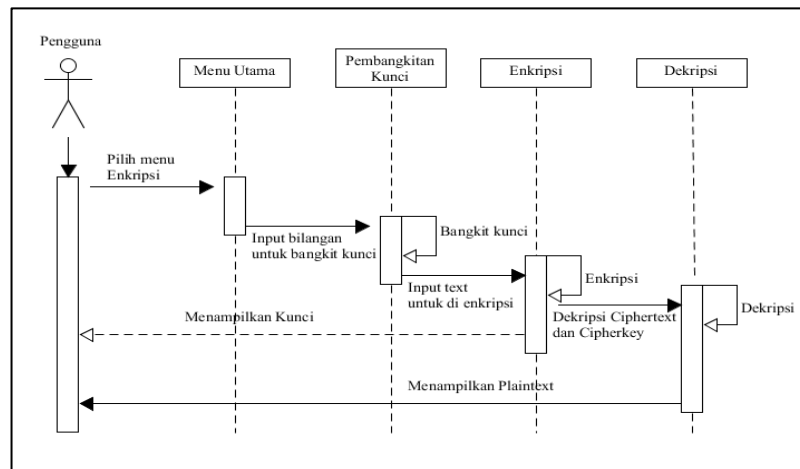 Pengguna
Menu Utama
Pembangkitan
Kunci
Enkripsi
Dekripsi
Pilih menu
Enkripsi
Input bilangan
untuk bangkit kunci
Bangkit kunci
Input text
untuk di enkripsi
Enkripsi
Dekripsi Ciphertext
dan Cipherkey
Dekripsi
Menampilkan Kunci
Menampilkan Plaintext